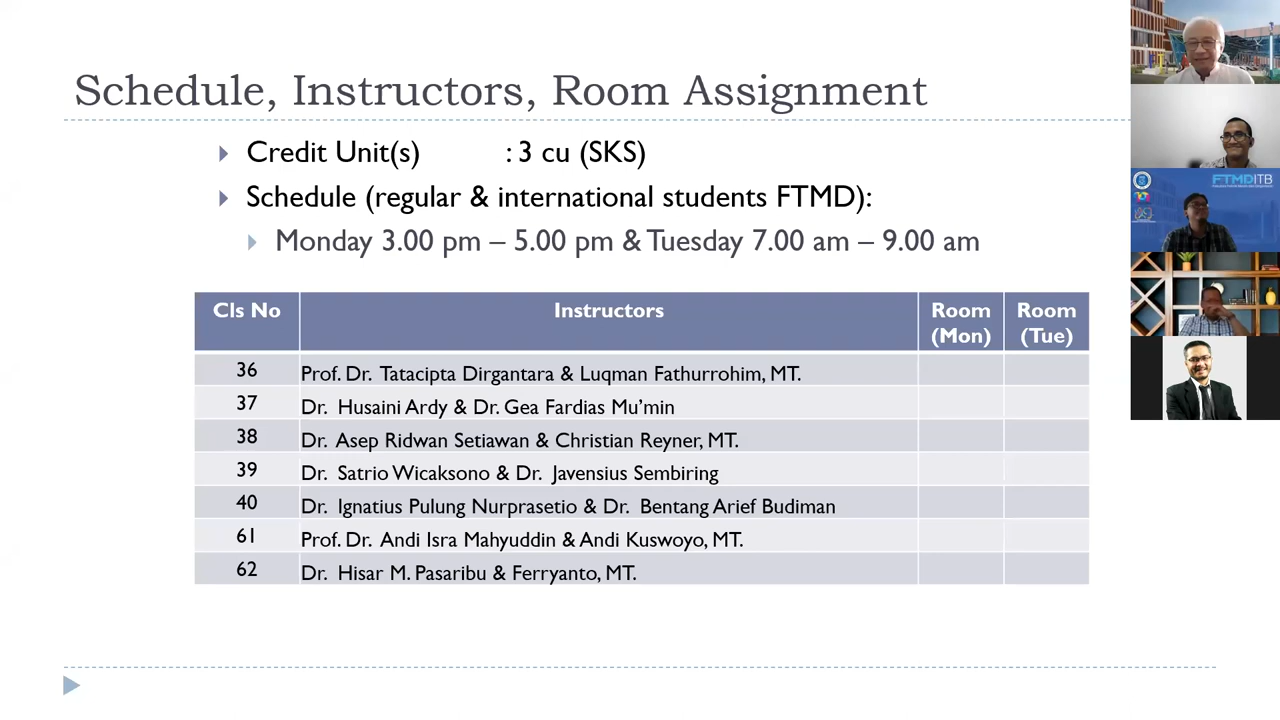 Schedule, Instructors, Room Assignment
Credit Unit(s) : 3 cu (SKS)
Schedule (regular & international students FTMD):
Monday 3.00 pm – 5.00 pm & Tuesday 7.00 am – 9.00 am
Cls No Instructors Room (Mon) Room (Tue)
36 Prof. Dr. Tatacipta Dirgantara & Luqman Fathurrohim, MT.
37 Dr. Husaini Ardy & Dr. Gea Fardias Mu’min
38 Dr. Asep Ridwan Setiawan & Christian Reyner, MT.
39 Dr. Satrio Wicaksono & Dr. Javensius Sembiring
40 Dr. Ignatius Pulung Nurprasetio & Dr. Bentang Arief Budiman
61 Prof. Dr. Andi Isra Mahyuddin & Andi Kuswoyo, MT.
62 Dr. Hisar M. Pasaribu & Ferryanto, MT.
FTMDITB